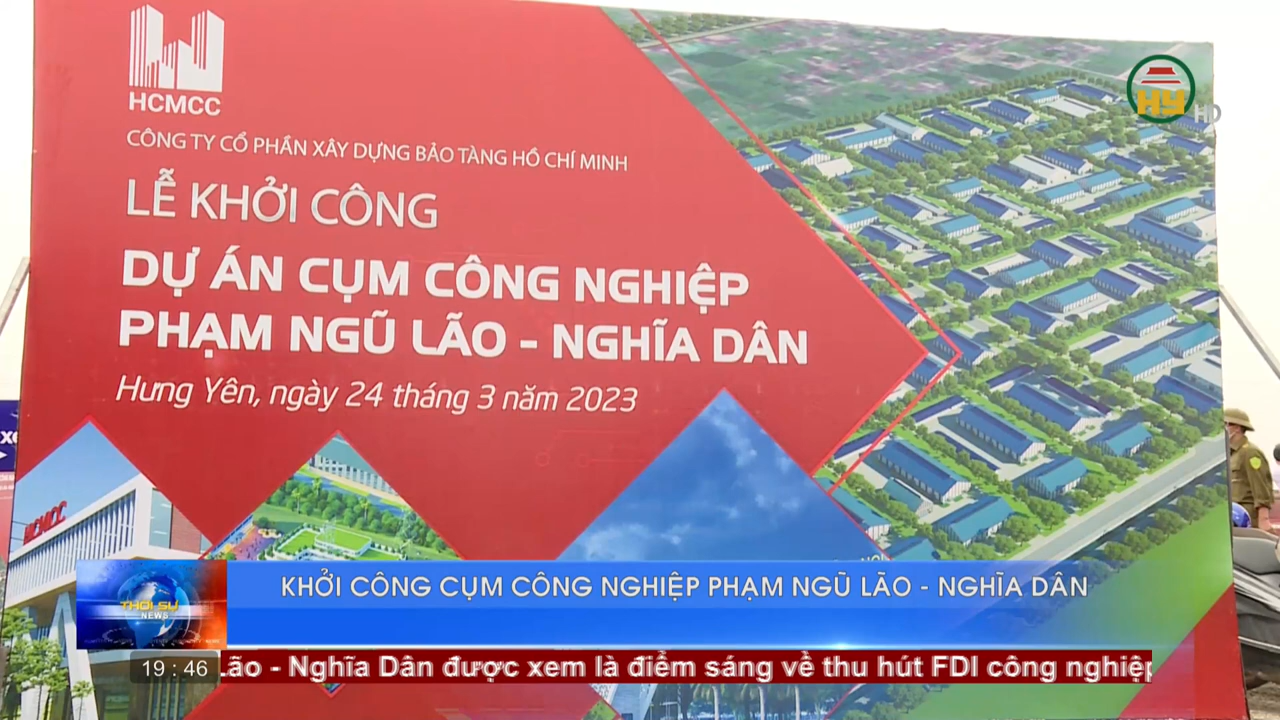 HCMCC
CÔNG TY CỔ PHẦN XÂY DỰNG BẢO TÀNG HỒ CHÍ MINH
LỄ KHỞI CÔNG
DỰ ÁN CỤM CÔNG NGHIỆP
PHẠM NGŨ LÃO - NGHĨA DÂN
Hưng Yên, ngày 24 tháng 3 năm 2023
HY HD
HCMCC
THỜI SỰ
NEWS
KHỞI CÔNG CỤM CÔNG NGHIỆP PHẠM NGŨ LÃO - NGHĨA DÂN
19 : 46
Lão - Nghĩa Dân được xem là điểm sáng về thu hút FDI công nghiệp